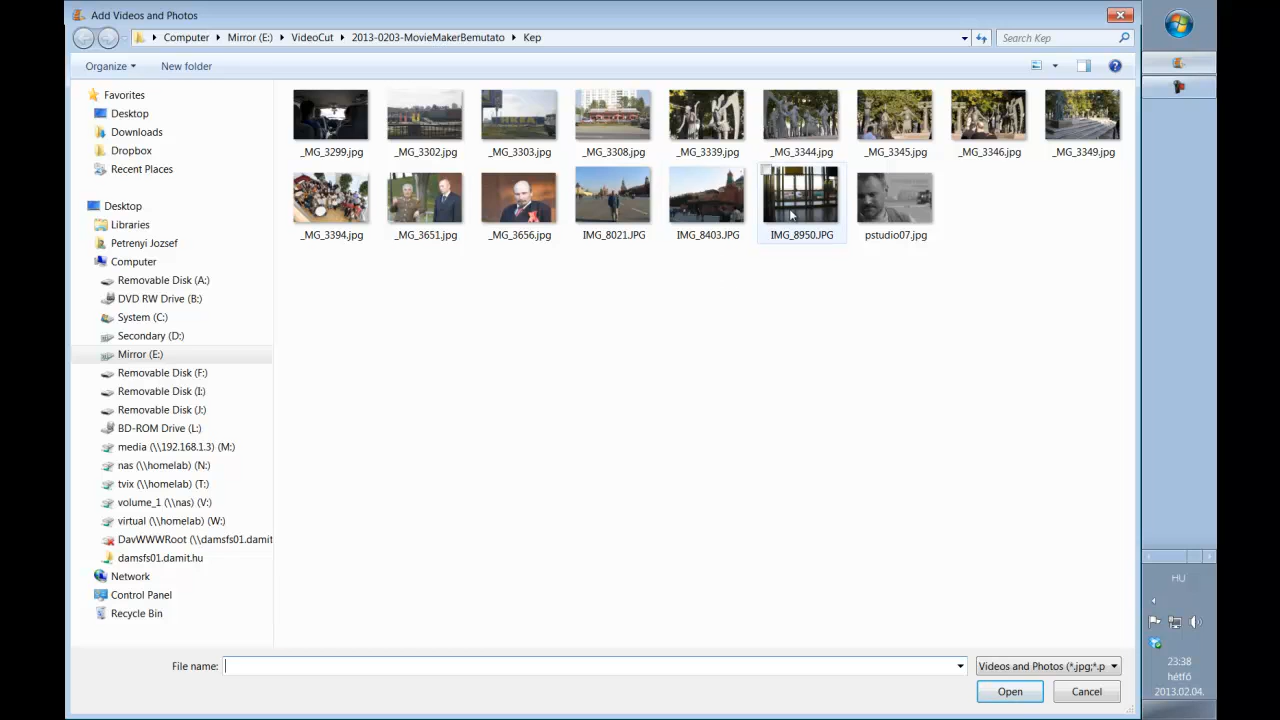 Add Videos and Photos
Computer Mirror (E:) VideoCut 2013-0203-MovieMakerBemutato Kep
Search Kep
Organize New folder
Favorites
Desktop
Downloads
Dropbox
Recent Places
Desktop
Libraries
Petrenyi Jozsef
Computer
Removable Disk (A:)
DVD RW Drive (B:)
System (C:)
Secondary (D:)
Mirror (E:)
Removable Disk (F:)
Removable Disk (I:)
Removable Disk (J:)
BD-ROM Drive (L:)
media (\\192.168.1.3) (M:)
nas (\\homelab) (N:)
tvix (\\homelab) (T:)
volume_1 (\\nas) (V:)
virtual (\\homelab) (W:)
DavWWWRoot (\\damsfs01.damit
damsfs01.damit.hu
Network
Control Panel
Recycle Bin
_MG_3299.jpg _MG_3302.jpg _MG_3303.jpg _MG_3308.jpg _MG_3339.jpg _MG_3344.jpg _MG_3345.jpg _MG_3346.jpg _MG_3349.jpg
_MG_3394.jpg _MG_3651.jpg _MG_3656.jpg IMG_8021.JPG IMG_8403.JPG IMG_8950.JPG pstudio07.jpg
File name:
Videos and Photos (*.jpg;*.p
Open Cancel
HU
23:38
hétfő
2013.02.04.